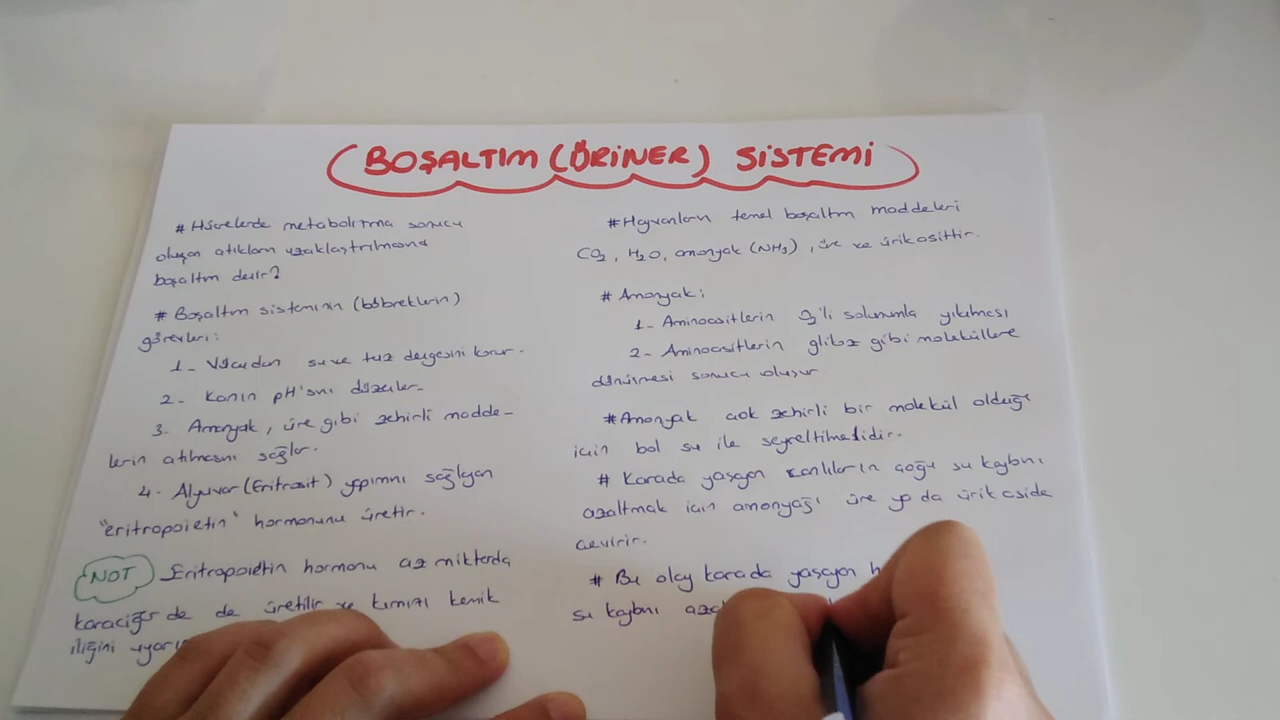 BOŞALTIM (ÜRİNER) SİSTEMİ
# Hücrelerde metabolizma sonucu
oluşan atıkların uzaklaştırılmasına
boşaltım denir?
# Boşaltım sisteminin (böbreklerin)
görevleri:
1- Vücudun su ve tuz dengesini korur.
2- Kanın pH'sını düzenler.
3- Amonyak, üre gibi zehirli madde-
lerin atılmasını sağlar.
4- Alyuvar (Eritrosit) yapımını sağlayan
"eritropoietin" hormonunu üretir.
NOT Eritropoietin hormonu az miktarda
karaciğer de de üretilir ve kırmızı kemik
iliğini
# Hayvanların temel boşaltım maddeleri
CO2, H2O, amonyak (NH3), üre ve ürik asittir.
# Amonyak;
1- Aminoasitlerin O2'li solunumla yıkılması
2- Aminoasitlerin glikoz gibi moleküllere
dönüşmesi sonucu oluşur
# Amonyak çok zehirli bir molekül olduğu
için bol su ile seyreltilmelidir.
# Karada yaşayan canlıların çoğu su kaybını
azaltmak için amonyağı üre ya da ürik aside
çevirir.
# Bu olay karada yaşayan
su kaybını